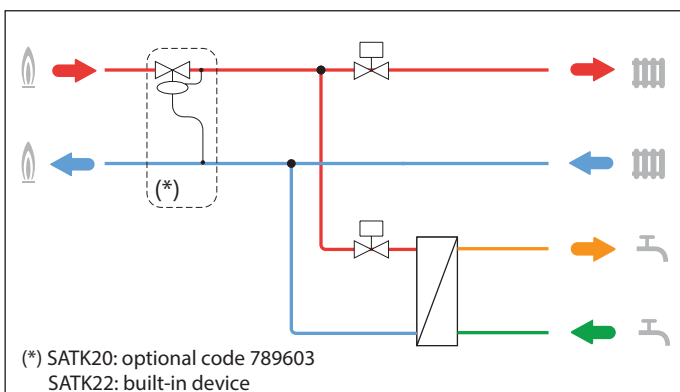 (*)
(*) SATK20: optional code 789603
SATK22: built-in device